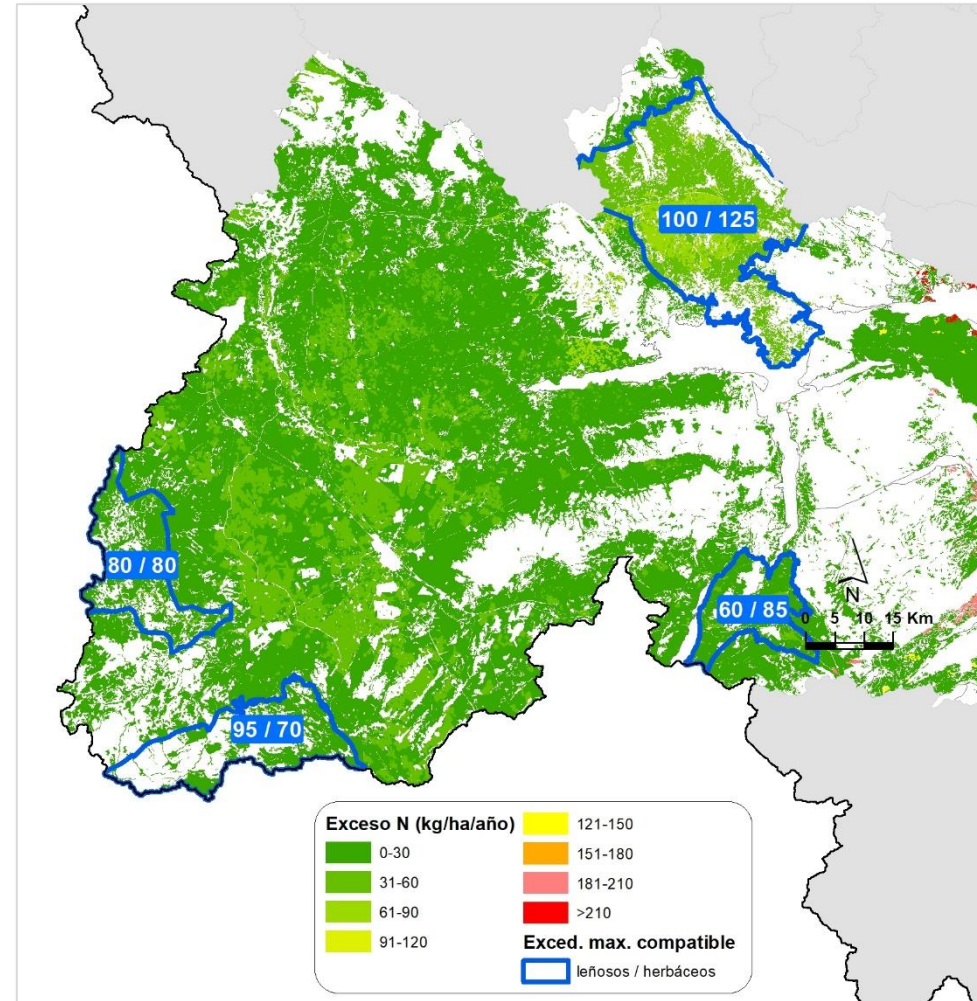 100 / 125
80 / 80
60 / 85
N
0 5 10 15 Km
95 / 70
Exceso N (kg/ha/año)
0-30
31-60
61-90
91-120
121-150
151-180
181-210
>210
Exced. max. compatible
leñosos / herbáceos